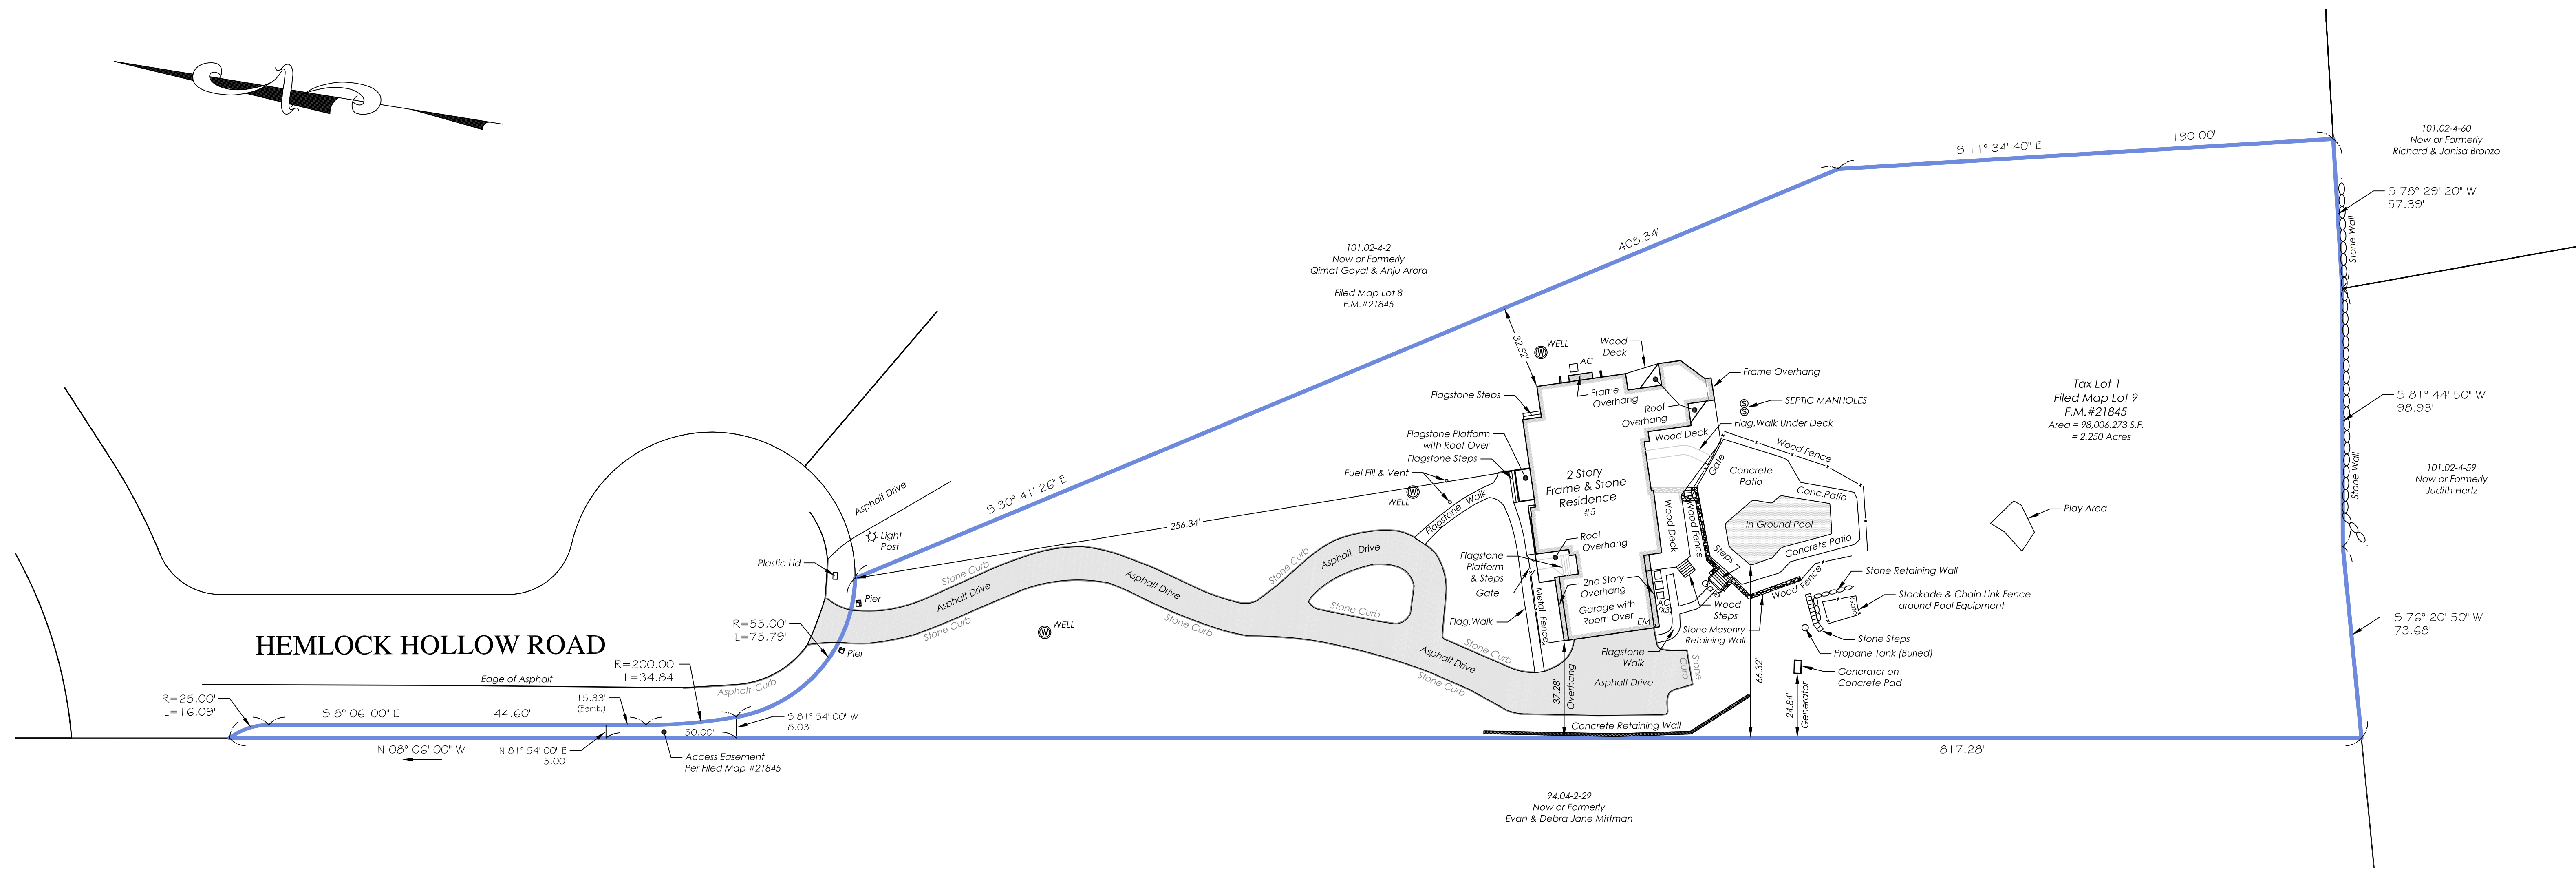 N
101.02-4-60
Now or Formerly
Richard & Janisa Bronzo
S 11° 34' 40" E
190.00'
S 78° 29' 20" W
57.39'
Stone Wall
408.34'
101.02-4-2
Now or Formerly
Qimat Goyal & Anju Arora
Filed Map Lot 8
F.M.#21845
32.52'
WELL
AC
Wood
Deck
Frame Overhang
Flagstone Steps
Frame
Overhang
Roof
Overhang
SEPTIC MANHOLES
S
S
Flag.Walk Under Deck
Tax Lot 1
Filed Map Lot 9
F.M.#21845
Area = 98,006.273 S.F.
= 2.250 Acres
S 81° 44' 50" W
98.93'
Stone Wall
101.02-4-59
Now or Formerly
Judith Hertz
Flagstone Platform
with Roof Over
Flagstone Steps
Fuel Fill & Vent
WELL
W
Wood Deck
Gate
Wood Fence
Concrete
Patio
Conc.Patio
In Ground Pool
Concrete Patio
2 Story
Frame & Stone
Residence
#5
Wood Deck
Wood Fence
Steps
Play Area
Flagstone Walk
S 30° 41' 26" E
256.34'
Asphalt Drive
Light
Post
Plastic Lid
Pier
Pier
Stone Curb
Asphalt Drive
Stone Curb
Asphalt Drive
Stone Curb
Stone Curb
Asphalt Drive
Stone Curb
WELL
W
Flagstone
Platform
& Steps
Gate
Flag.Walk
Metal Fence
Roof
Overhang
2nd Story
Overhang
Garage with
Room Over
EM
AC
(X3)
Gate
Wood
Steps
Stone Masonry
Retaining Wall
Wood Fence
Stone Retaining Wall
Stockade & Chain Link Fence
around Pool Equipment
Gate
Stone Steps
Propane Tank (Buried)
Generator on
Concrete Pad
S 76° 20' 50" W
73.68'
Flagstone
Walk
Stone Curb
Asphalt Drive
Stone Curb
Asphalt Drive
Stone
Curb
37.28'
Overhang
66.32'
24.84'
Generator
Concrete Retaining Wall
HEMLOCK HOLLOW ROAD
R=55.00'
L=75.79'
R=200.00'
L=34.84'
Edge of Asphalt
Asphalt Curb
R=25.00'
L=16.09'
S 8° 06' 00" E
144.60'
15.33'
(Esmt.)
S 81° 54' 00" W
8.03'
50.00'
N 08° 06' 00" W
N 81° 54' 00" E
5.00'
Access Easement
Per Filed Map #21845
817.28'
94.04-2-29
Now or Formerly
Evan & Debra Jane Mittman